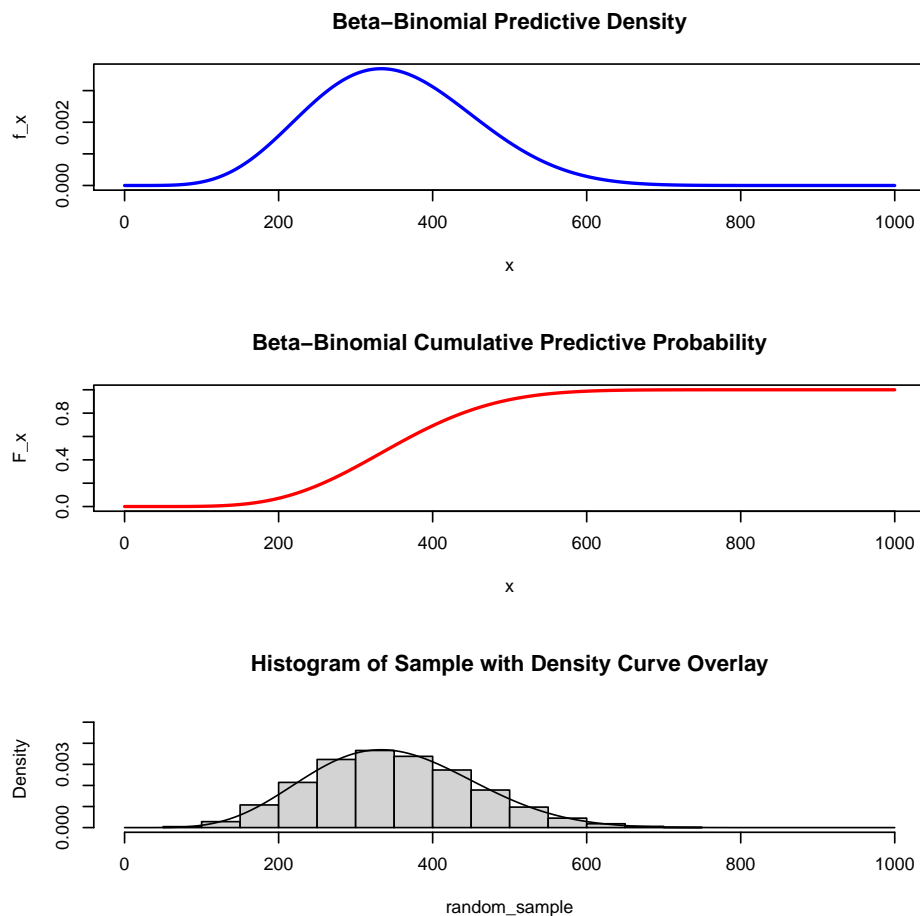 Beta−Binomial Predictive Density
f_x
0.000 0.002
0 200 400 600 800 1000
x
Beta−Binomial Cumulative Predictive Probability
F_x
0.0 0.4 0.8
0 200 400 600 800 1000
x
Histogram of Sample with Density Curve Overlay
Density
0.000 0.003
0 200 400 600 800 1000
random_sample